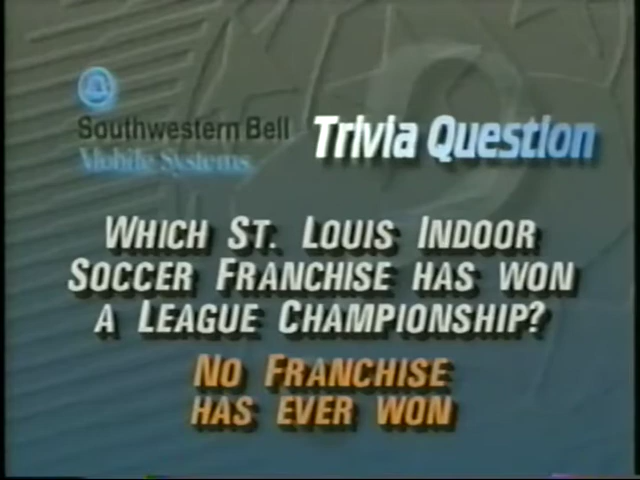 Southwestern Bell
Mobile Systems
Trivia Question
WHICH ST. LOUIS INDOOR
SOCCER FRANCHISE HAS WON
A LEAGUE CHAMPIONSHIP?
NO FRANCHISE
HAS EVER WON